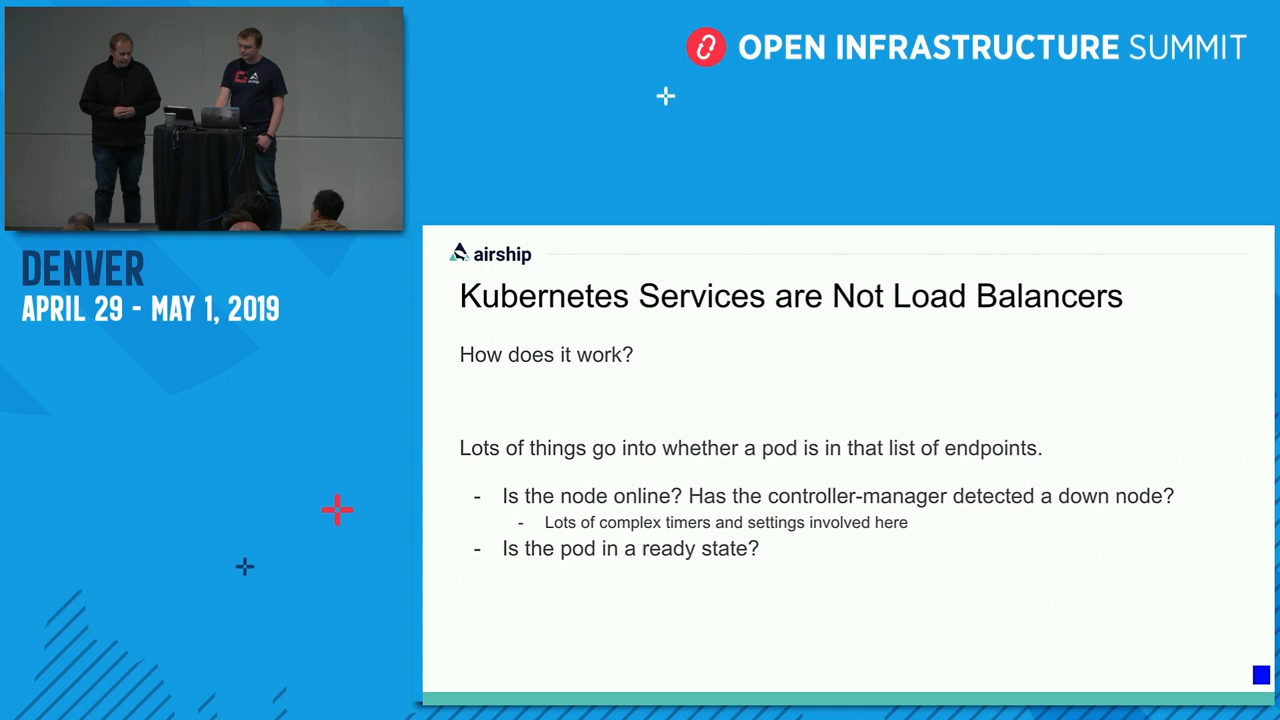 OPEN INFRASTRUCTURE SUMMIT
DENVER
APRIL 29 - MAY 1, 2019
airship
Kubernetes Services are Not Load Balancers
How does it work?
Lots of things go into whether a pod is in that list of endpoints.
- Is the node online? Has the controller-manager detected a down node?
- Lots of complex timers and settings involved here
- Is the pod in a ready state?